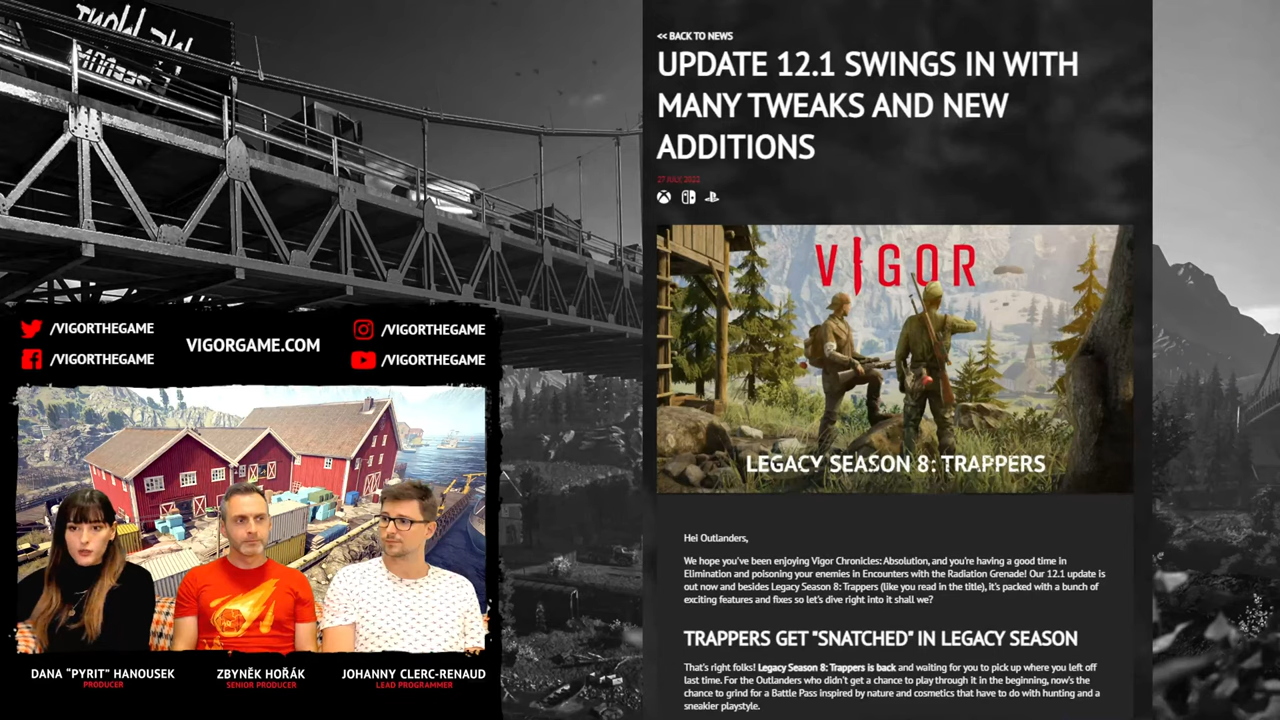 << BACK TO NEWS
UPDATE 12.1 SWINGS IN WITH
MANY TWEAKS AND NEW
ADDITIONS
VIGOR
LEGACY SEASON 8: TRAPPERS
Hei Outlanders,
We hope you've been enjoying Vigor Chronicles: Absolution, and you're having a good time in
Elimination and poisoning your enemies in Encounters with the Radiation Grenade! Our 12.1 update is
out now and besides Legacy Season 8: Trappers (like you read in the title), it's packed with a bunch of
exciting features and fixes so let's dive right into it shall we?
TRAPPERS GET "SNATCHED" IN LEGACY SEASON
That's right folks! Legacy Season 8: Trappers is back and waiting for you to pick up where you left off
last time. For the Outlanders who didn't get a chance to play through it in the beginning, now's the
chance to grind for a Battle Pass inspired by nature and cosmetics that have to do with hunting and a
sneakier playstyle.
/VIGORTHEGAME
/VIGORTHEGAME
VIGORGAME.COM
/VIGORTHEGAME
/VIGORTHEGAME
DANA "PYRIT" HANOUSEK
PRODUCER
ZBYNĚK HOŘÁK
SENIOR PRODUCER
JOHANNY CLERC-RENAUD
LEAD PROGRAMMER